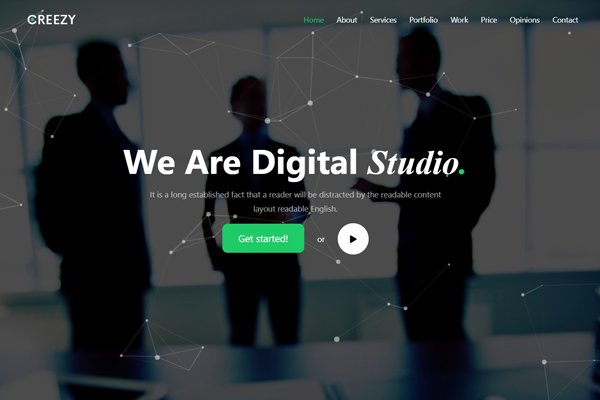 CREEZY
Home About Services Portfolio Work Price Opinions Contact
We Are Digital Studio.
It is a long established fact that a reader will be distracted by the readable content
layout readable English.
Get started! or